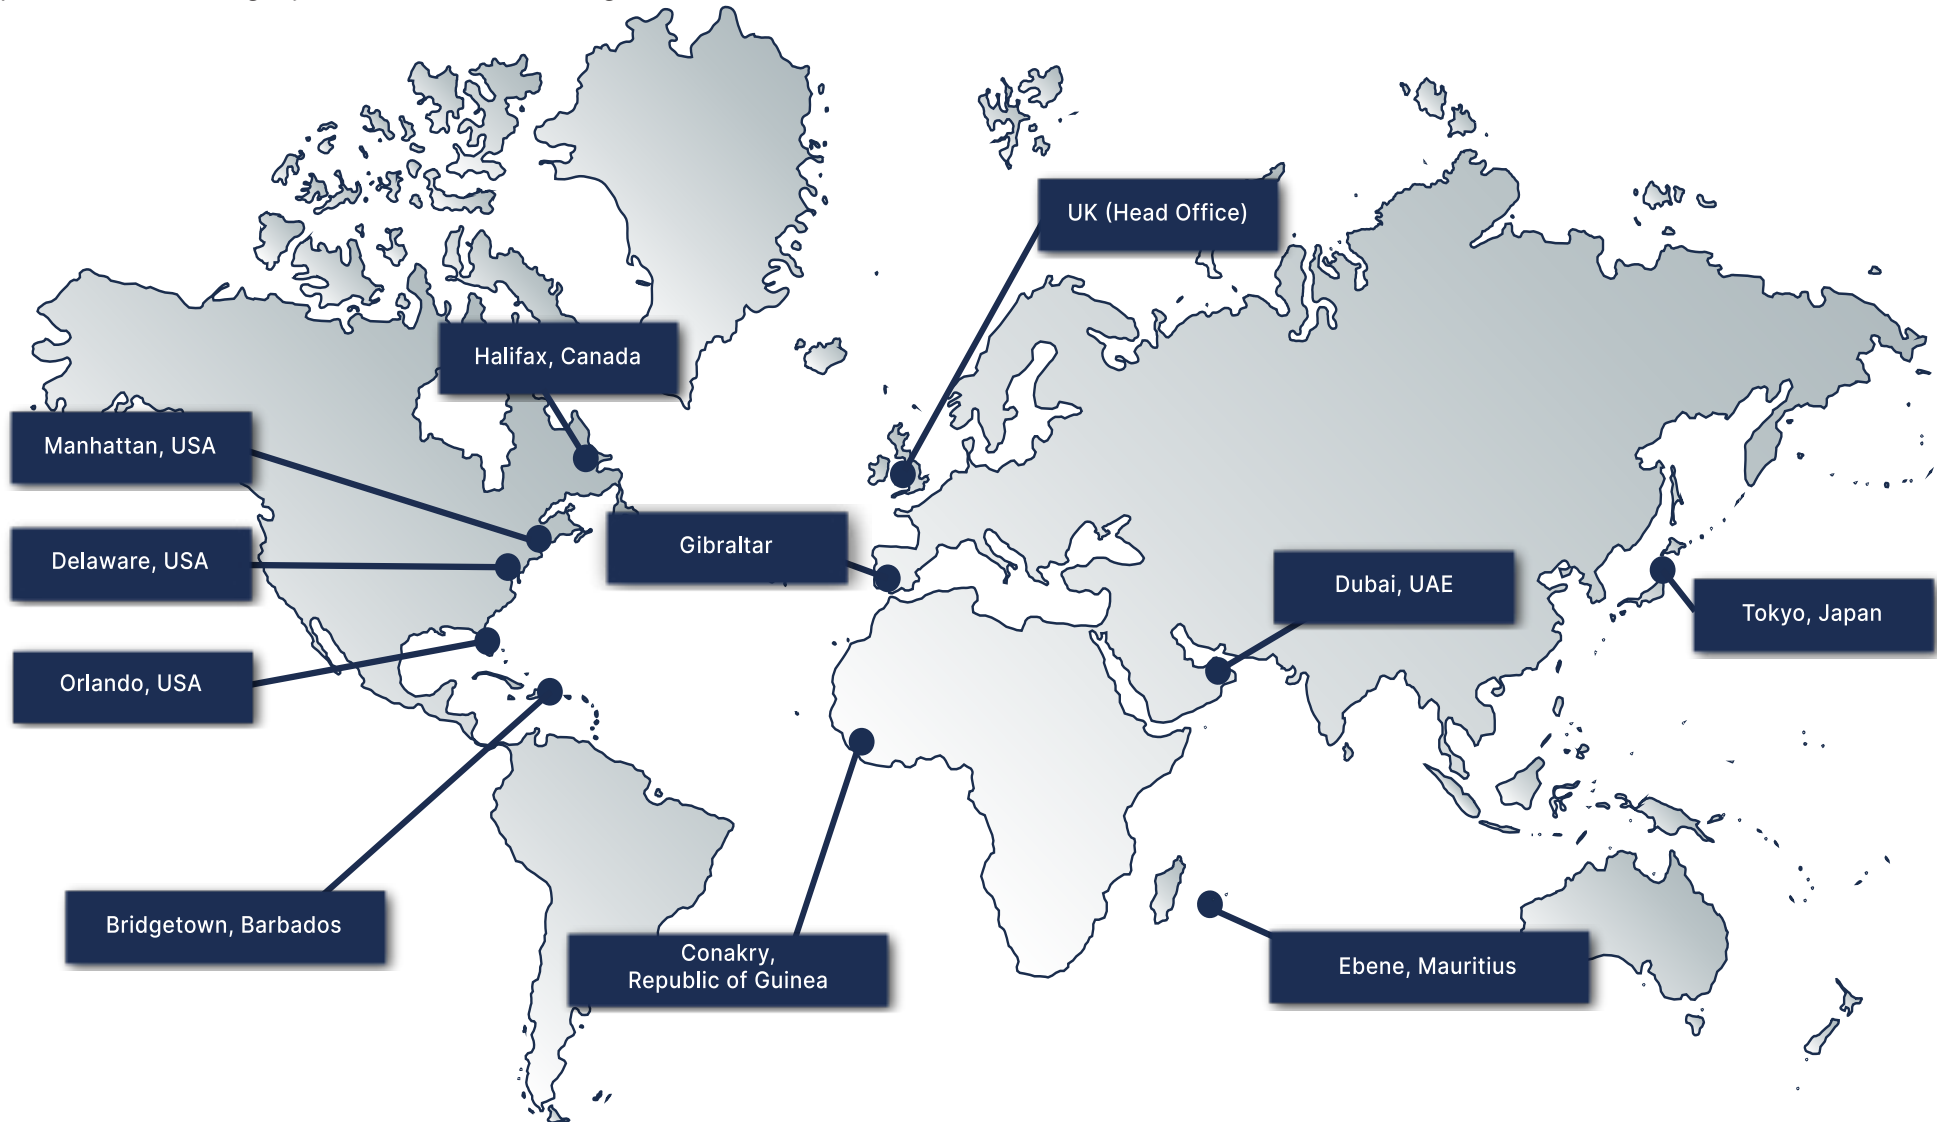 UK (Head Office)
Halifax, Canada
Manhattan, USA
Gibraltar
Delaware, USA
Dubai, UAE
Tokyo, Japan
Orlando, USA
Bridgetown, Barbados
Conakry,
Republic of Guinea
Ebene, Mauritius